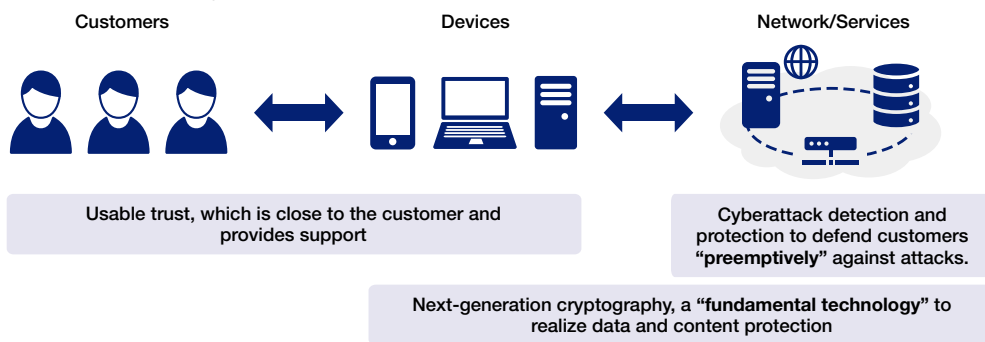 Customers
Devices
Network/Services
Usable trust, which is close to the customer and
provides support
Cyberattack detection and
protection to defend customers
“preemptively” against attacks.
Next-generation cryptography, a “fundamental technology” to
realize data and content protection